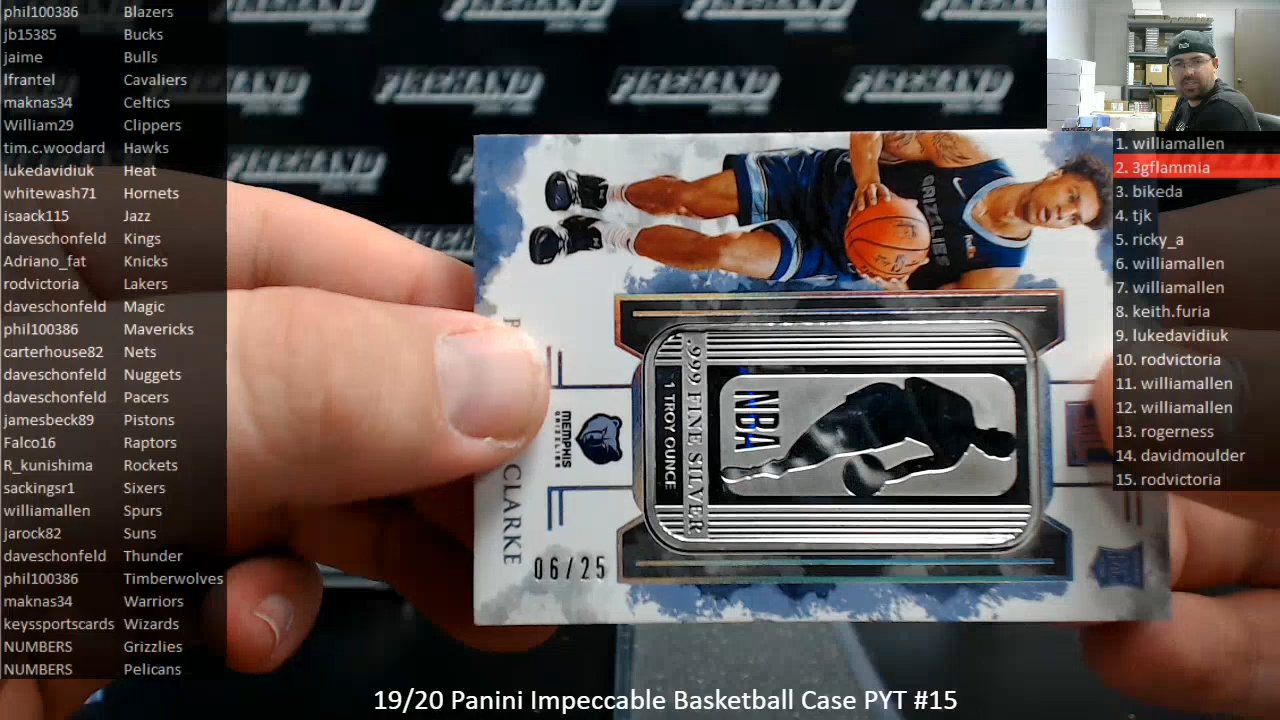 phil100386 Blazers
jb15385 Bucks
jaime Bulls
lfrantel Cavaliers
maknas34 Celtics
William29 Clippers
tim.c.woodard Hawks
lukedavidiuk Heat
whitewash71 Hornets
isaack115 Jazz
daveschonfeld Kings
Adriano_fat Knicks
rodvictoria Lakers
daveschonfeld Magic
phil100386 Mavericks
carterhouse82 Nets
daveschonfeld Nuggets
daveschonfeld Pacers
jamesbeck89 Pistons
Falco16 Raptors
R_kunishima Rockets
sackingsr1 Sixers
williamallen Spurs
jarock82 Suns
daveschonfeld Thunder
phil100386 Timberwolves
maknas34 Warriors
keyssportscards Wizards
NUMBERS Grizzlies
NUMBERS Pelicans
FIREHAND FIREHAND FIREHAND
GRIZZLIES
.999 FINE SILVER
1 TROY OUNCE
NBA
MEMPHIS
GRIZZLIES
CLARKE
06/25
1. williamallen
2. 3gflammia
3. bikeda
4. tjk
5. ricky_a
6. williamallen
7. williamallen
8. keith.furia
9. lukedavidiuk
10. rodvictoria
11. williamallen
12. williamallen
13. rogerness
14. davidmoulder
15. rodvictoria
19/20 Panini Impeccable Basketball Case PYT #15